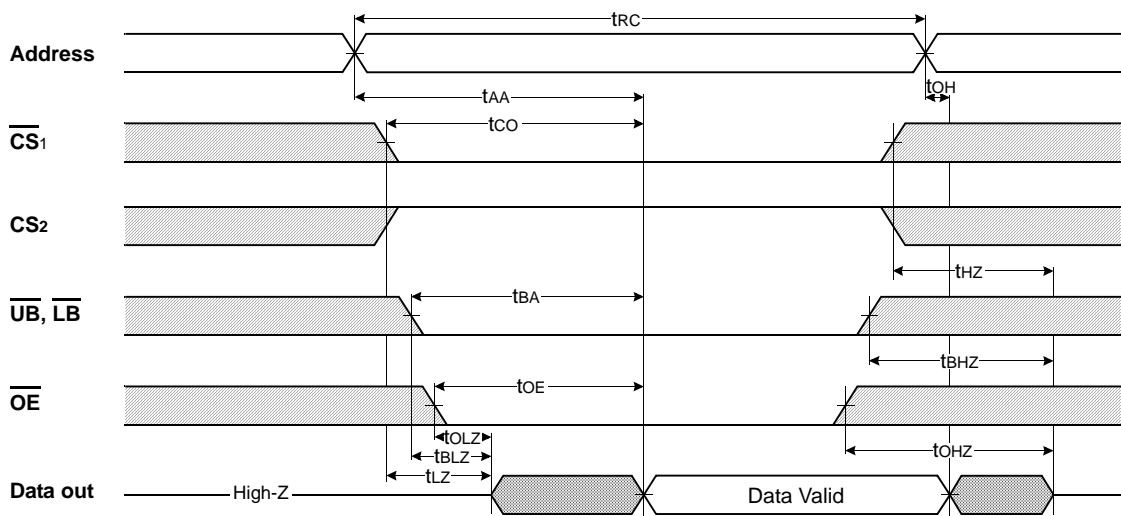 tRC
Address
tOH
tAA
tCO
CS1
CS2
tHZ
tBA
UB, LB
tBHZ
tOE
OE
tOLZ
tBLZ
tOHZ
tLZ
Data out
High-Z
Data Valid